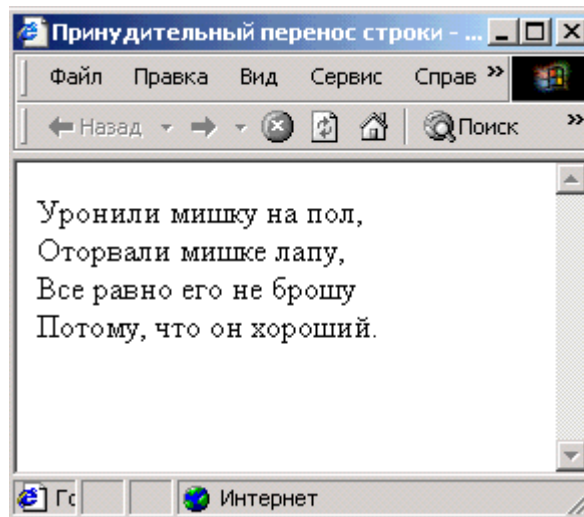 Принудительный перенос строки - ...
Файл Правка Вид Сервис Справ »
Назад Поиск »
Уронили мишку на пол,
Оторвали мишке лапу,
Все равно его не брошу
Потому, что он хороший.
Гс Интернет